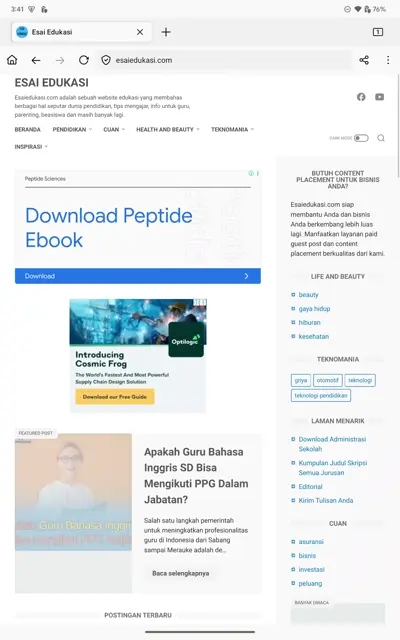 3:41
76%
Esai Edukasi
1
esaiedukasi.com
ESAI EDUKASI
Esaiedukasi.com adalah sebuah website edukasi yang membahas
berbagai hal seputar dunia pendidikan, tips mengajar, info untuk guru,
parenting, beasiswa dan masih banyak lagi.
BERANDA PENDIDIKAN CUAN HEALTH AND BEAUTY TEKNOMANIA
INSPIRASI
DARK MODE
Peptide Sciences
Download Peptide
Ebook
Download
Optilogic
Introducing
Cosmic Frog
The World's Fastest And Most Powerful
Supply Chain Design Solution
Download our Free Guide
FEATURED POST
Guru Bahasa Inggri
Apakah Guru Bahasa
Inggris SD Bisa
Mengikuti PPG Dalam
Jabatan?
Salah satu langkah pemerintah
untuk meningkatkan profesionalitas
guru di Indonesia dari Sabang
sampai Merauke adalah de...
Baca selengkapnya
POSTINGAN TERBARU
BUTUH CONTENT
PLACEMENT UNTUK BISNIS
ANDA?
Esaiedukasi.com siap
membantu Anda dan bisnis
Anda berkembang lebih luas
lagi. Manfaatkan layanan paid
guest post dan content
placement berkualitas dari kami.
LIFE AND BEAUTY
beauty
gaya hidup
hiburan
kesehatan
TEKNOMANIA
griya otomotif teknologi
teknologi pendidikan
LAMAN MENARIK
Download Administrasi
Sekolah
Kumpulan Judul Skripsi
Semua Jurusan
Editorial
Kirim Tulisan Anda
CUAN
asuransi
bisnis
investasi
peluang
BANYAK DIBACA